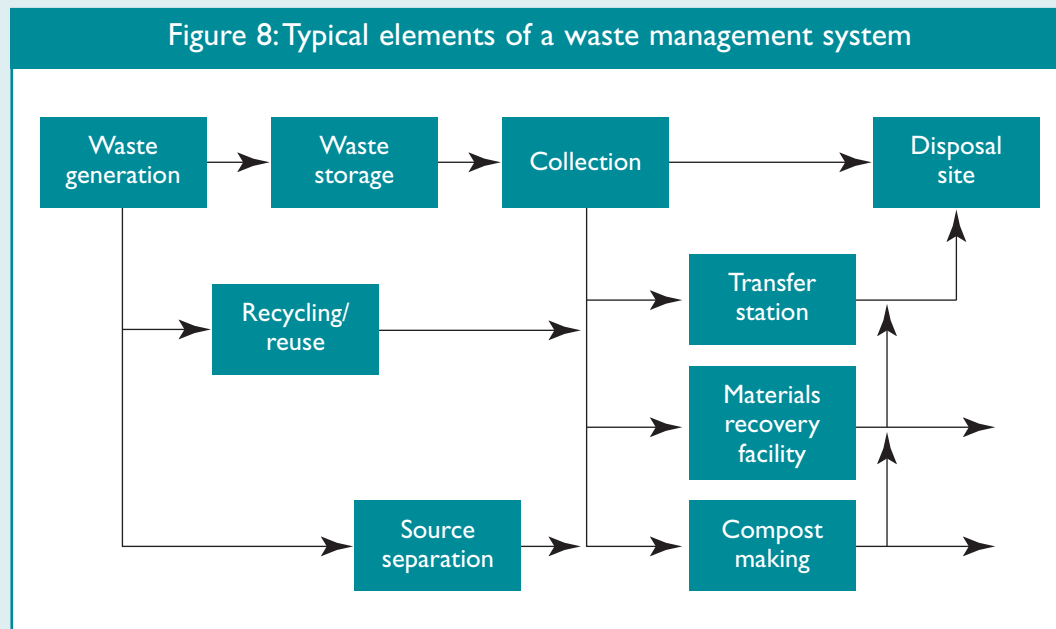 Figure 8: Typical elements of a waste management system
Waste
generation
Waste
storage
Collection
Disposal
site
Transfer
station
Recycling/
reuse
Materials
recovery
facility
Source
separation
Compost
making